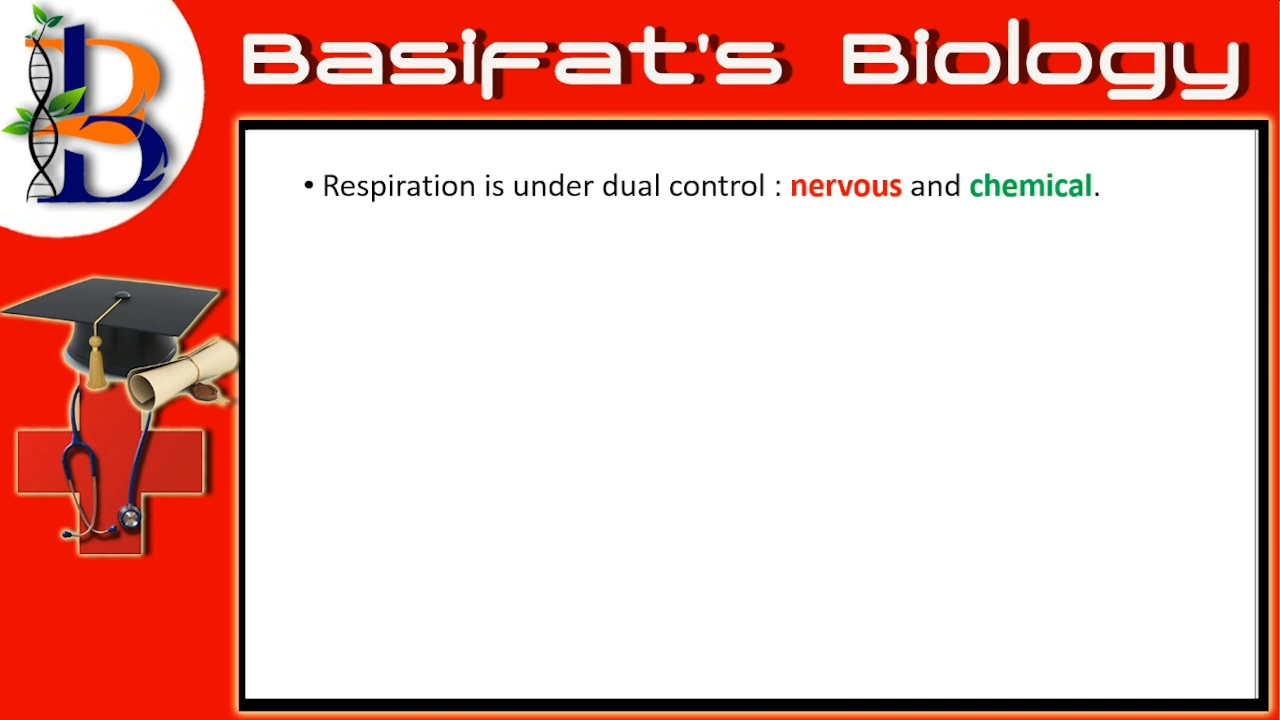 Basifat's Biology
• Respiration is under dual control : nervous and chemical.